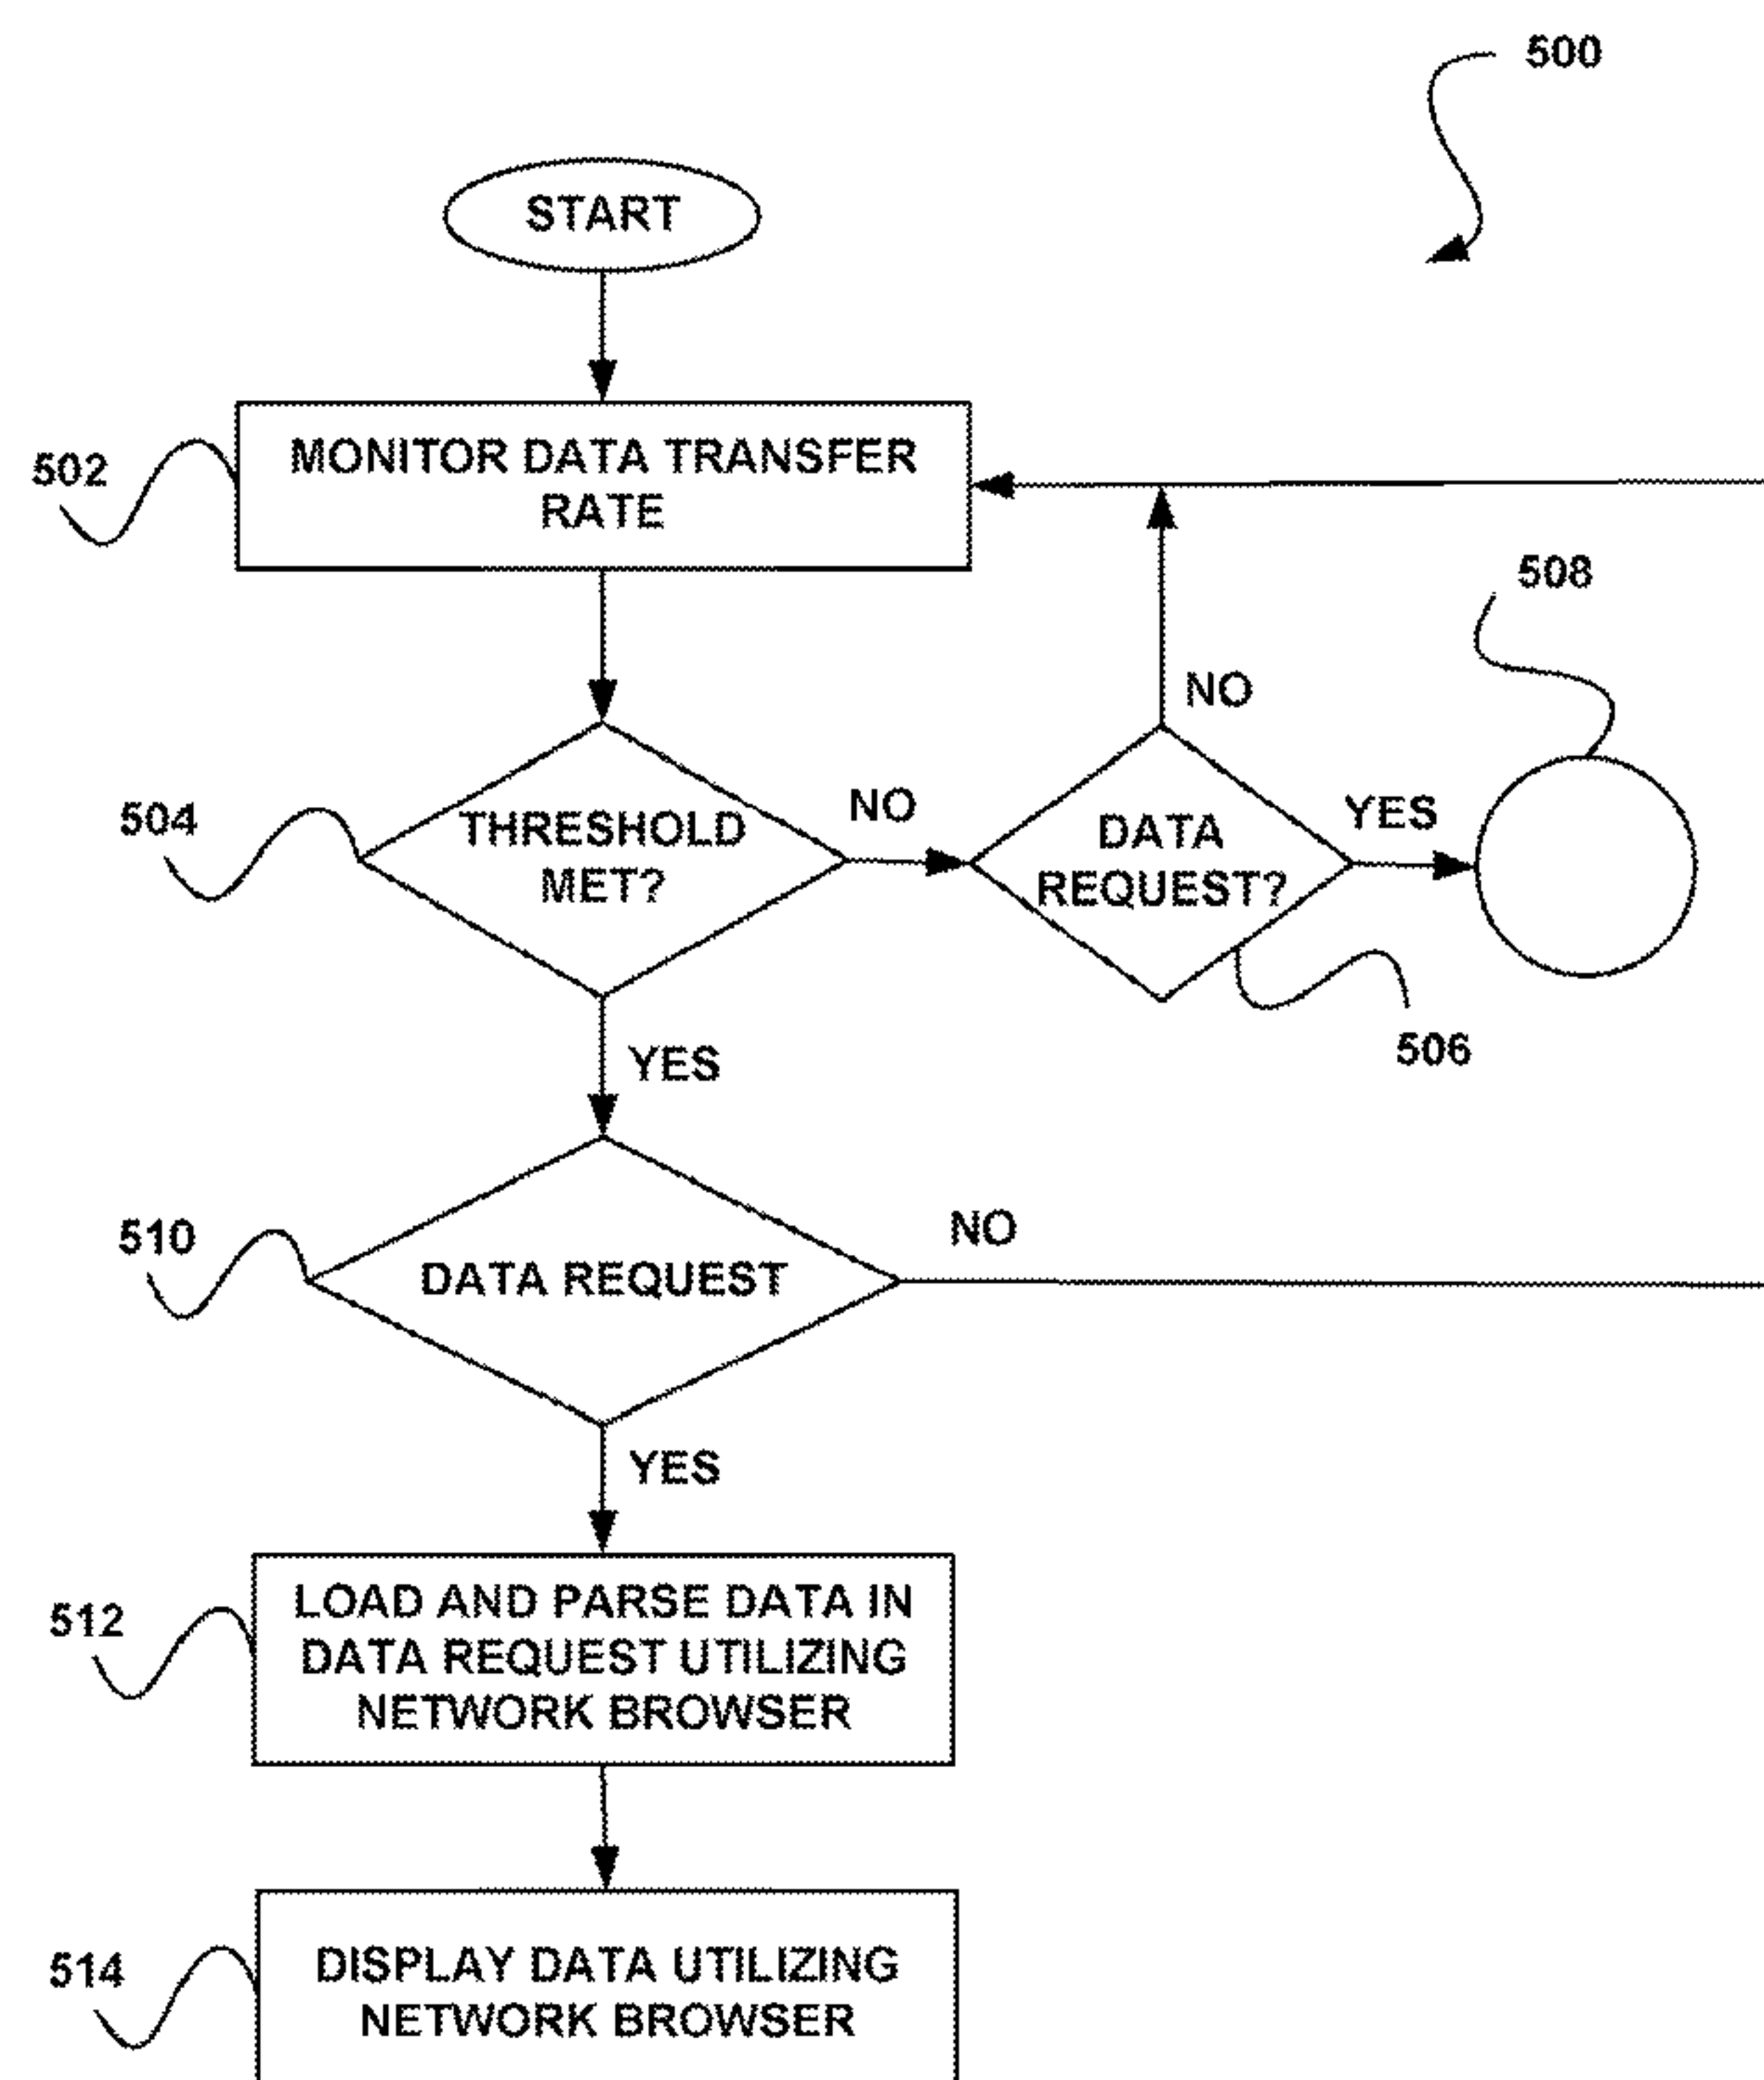 500
START
502
MONITOR DATA TRANSFER
RATE
508
NO
504
THRESHOLD
MET?
NO
DATA
REQUEST?
YES
506
YES
510
DATA REQUEST
NO
YES
512
LOAD AND PARSE DATA IN
DATA REQUEST UTILIZING
NETWORK BROWSER
514
DISPLAY DATA UTILIZING
NETWORK BROWSER